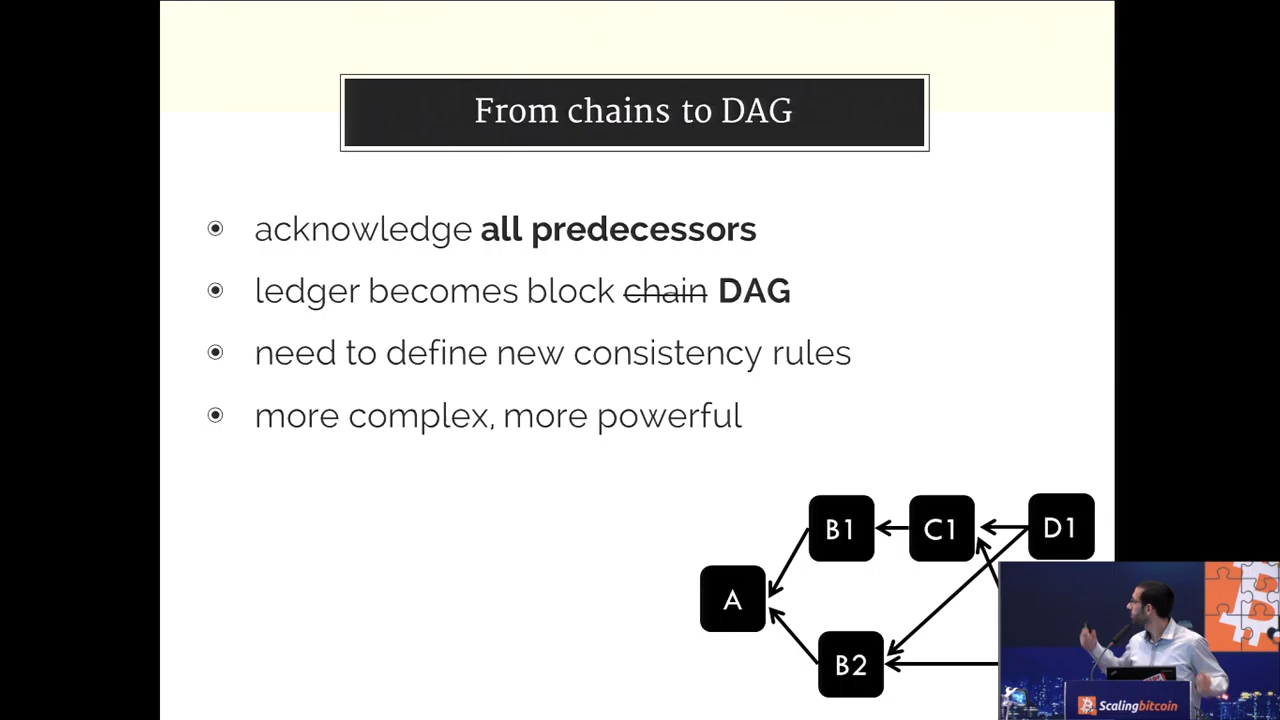 From chains to DAG
acknowledge all predecessors
ledger becomes block chain DAG
need to define new consistency rules
more complex, more powerful
B1
C1
D1
A
B2
Scalingbitcoin